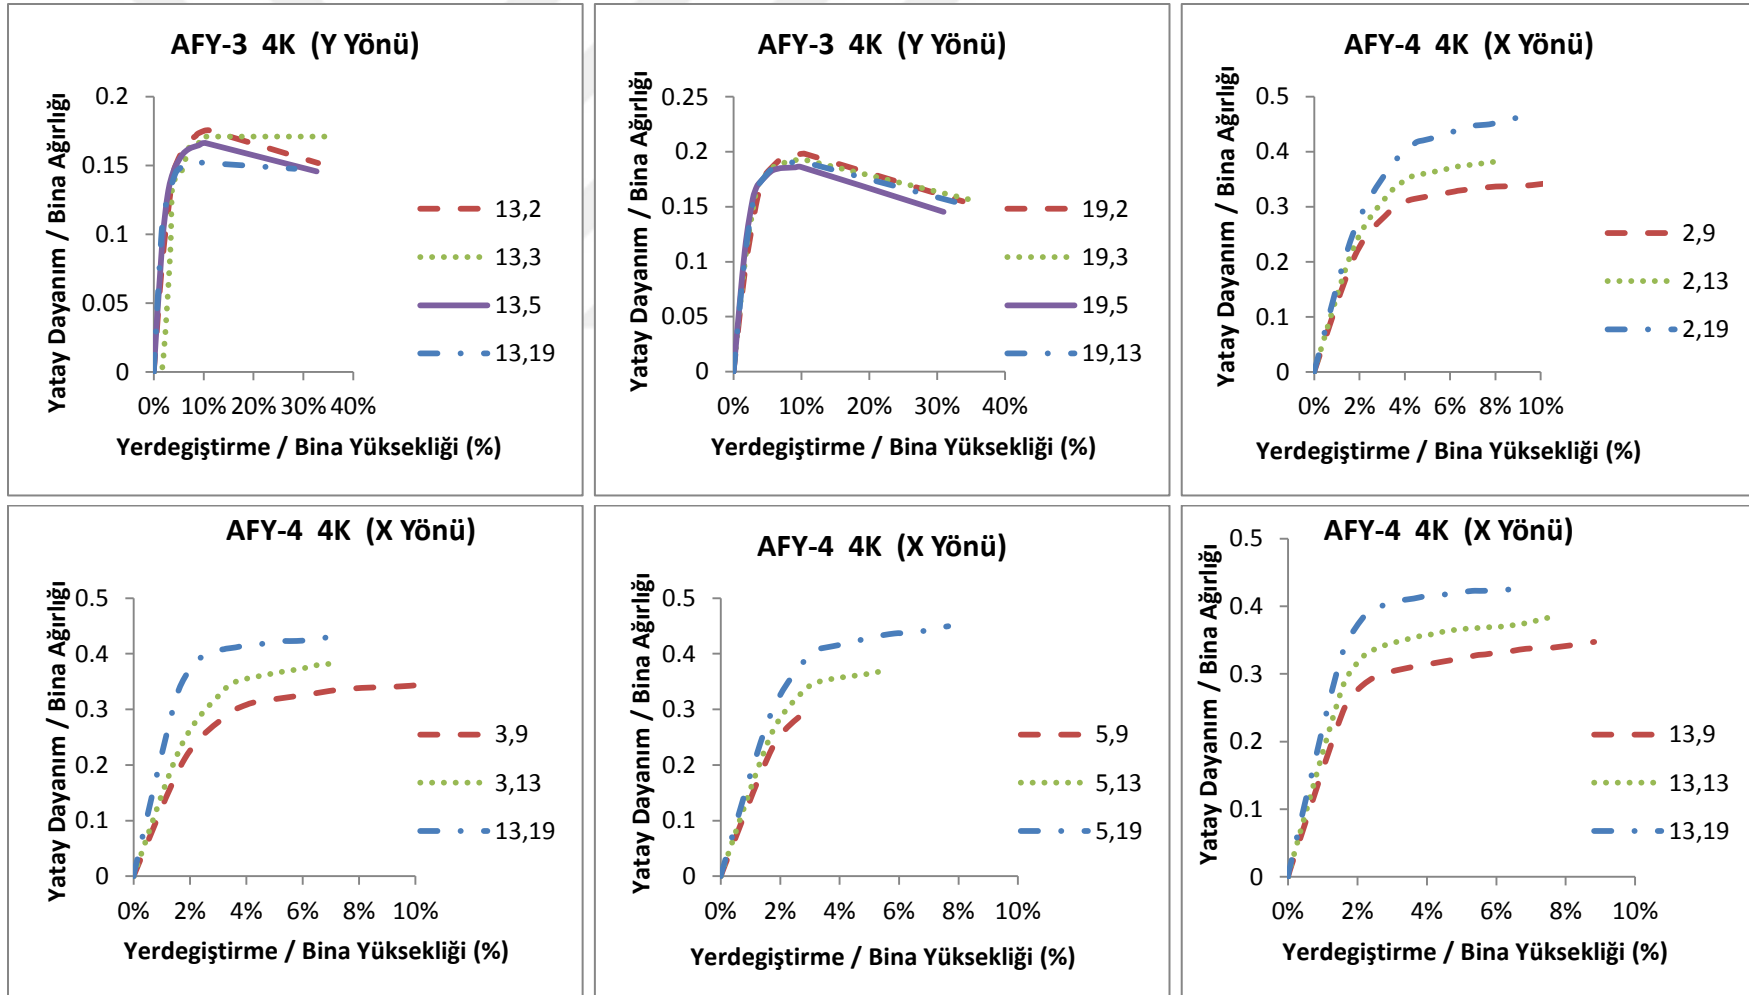 AFY-3 4K (Y Yönü)
Yatay Dayanım / Bina Ağırlığı
0.2
0.15
0.1
0.05
0
0% 10% 20% 30% 40%
Yerdegiştirme / Bina Yüksekliği (%)
13,2
13,3
13,5
13,19
AFY-3 4K (Y Yönü)
Yatay Dayanım / Bina Ağırlığı
0.25
0.2
0.15
0.1
0.05
0
0% 10% 20% 30% 40%
Yerdegiştirme / Bina Yüksekliği (%)
19,2
19,3
19,5
19,13
AFY-4 4K (X Yönü)
Yatay Dayanım / Bina Ağırlığı
0.5
0.4
0.3
0.2
0.1
0
0% 2% 4% 6% 8% 10%
Yerdegiştirme / Bina Yüksekliği (%)
2,9
2,13
2,19
AFY-4 4K (X Yönü)
Yatay Dayanım / Bina Ağırlığı
0.5
0.4
0.3
0.2
0.1
0
0% 2% 4% 6% 8% 10%
Yerdegiştirme / Bina Yüksekliği (%)
3,9
3,13
13,19
AFY-4 4K (X Yönü)
Yatay Dayanım / Bina Ağırlığı
0.5
0.4
0.3
0.2
0.1
0
0% 2% 4% 6% 8% 10%
Yerdegiştirme / Bina Yüksekliği (%)
5,9
5,13
5,19
AFY-4 4K (X Yönü)
Yatay Dayanım / Bina Ağırlığı
0.5
0.4
0.3
0.2
0.1
0
0% 2% 4% 6% 8% 10%
Yerdegiştirme / Bina Yüksekliği (%)
13,9
13,13
13,19